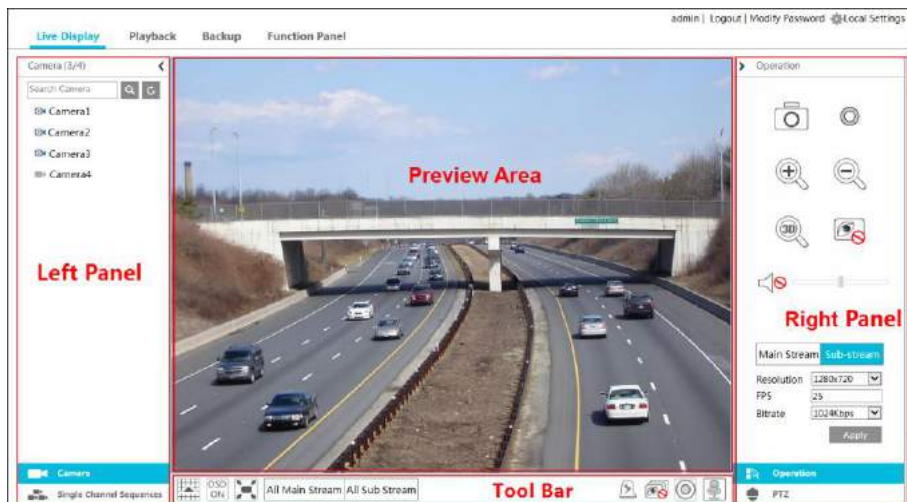 admin | Logout | Modify Password Local Settings
Live Display Playback Backup Function Panel
Camera (3/4)
Search Camera
Camera1
Camera2
Camera3
Camera4
Left Panel
Camera
Single Channel Sequences
Preview Area
OSD
ON
All Main Stream All Sub Stream
Tool Bar
Operation
3D
Right Panel
Main Stream Sub-stream
Resolution 1280x720
FPS 25
Bitrate 1024Kbps
Apply
Operation
PTZ